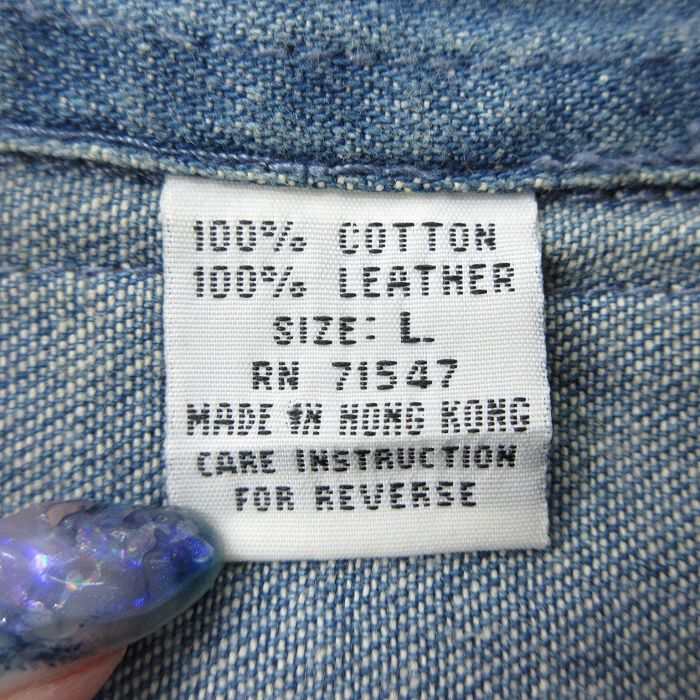 100% COTTON
100% LEATHER
SIZE: L.
RN 71547
MADE IN HONG KONG
CARE INSTRUCTION
FOR REVERSE